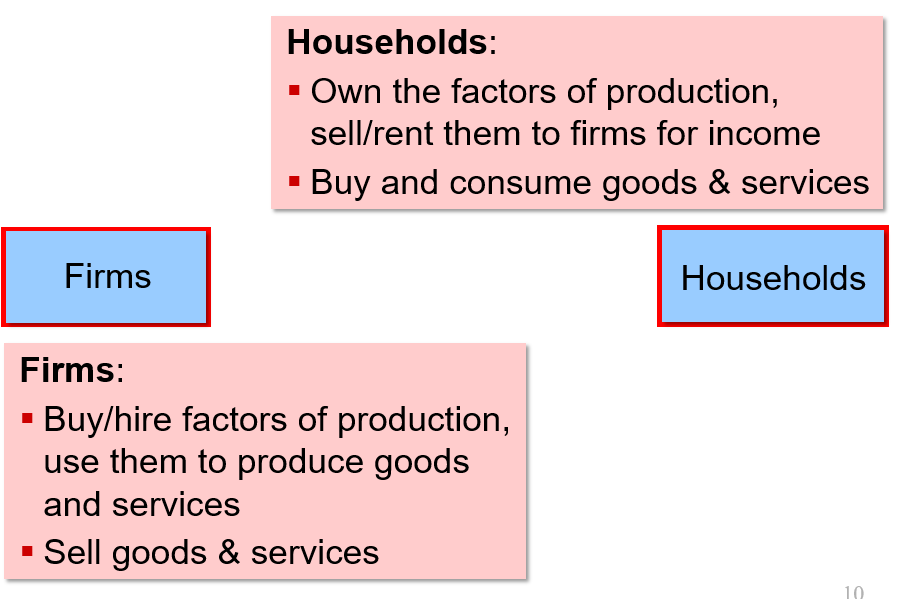 Households:
▪ Own the factors of production,
sell/rent them to firms for income
▪ Buy and consume goods & services
Firms
Households
Firms:
▪ Buy/hire factors of production,
use them to produce goods
and services
▪ Sell goods & services
10